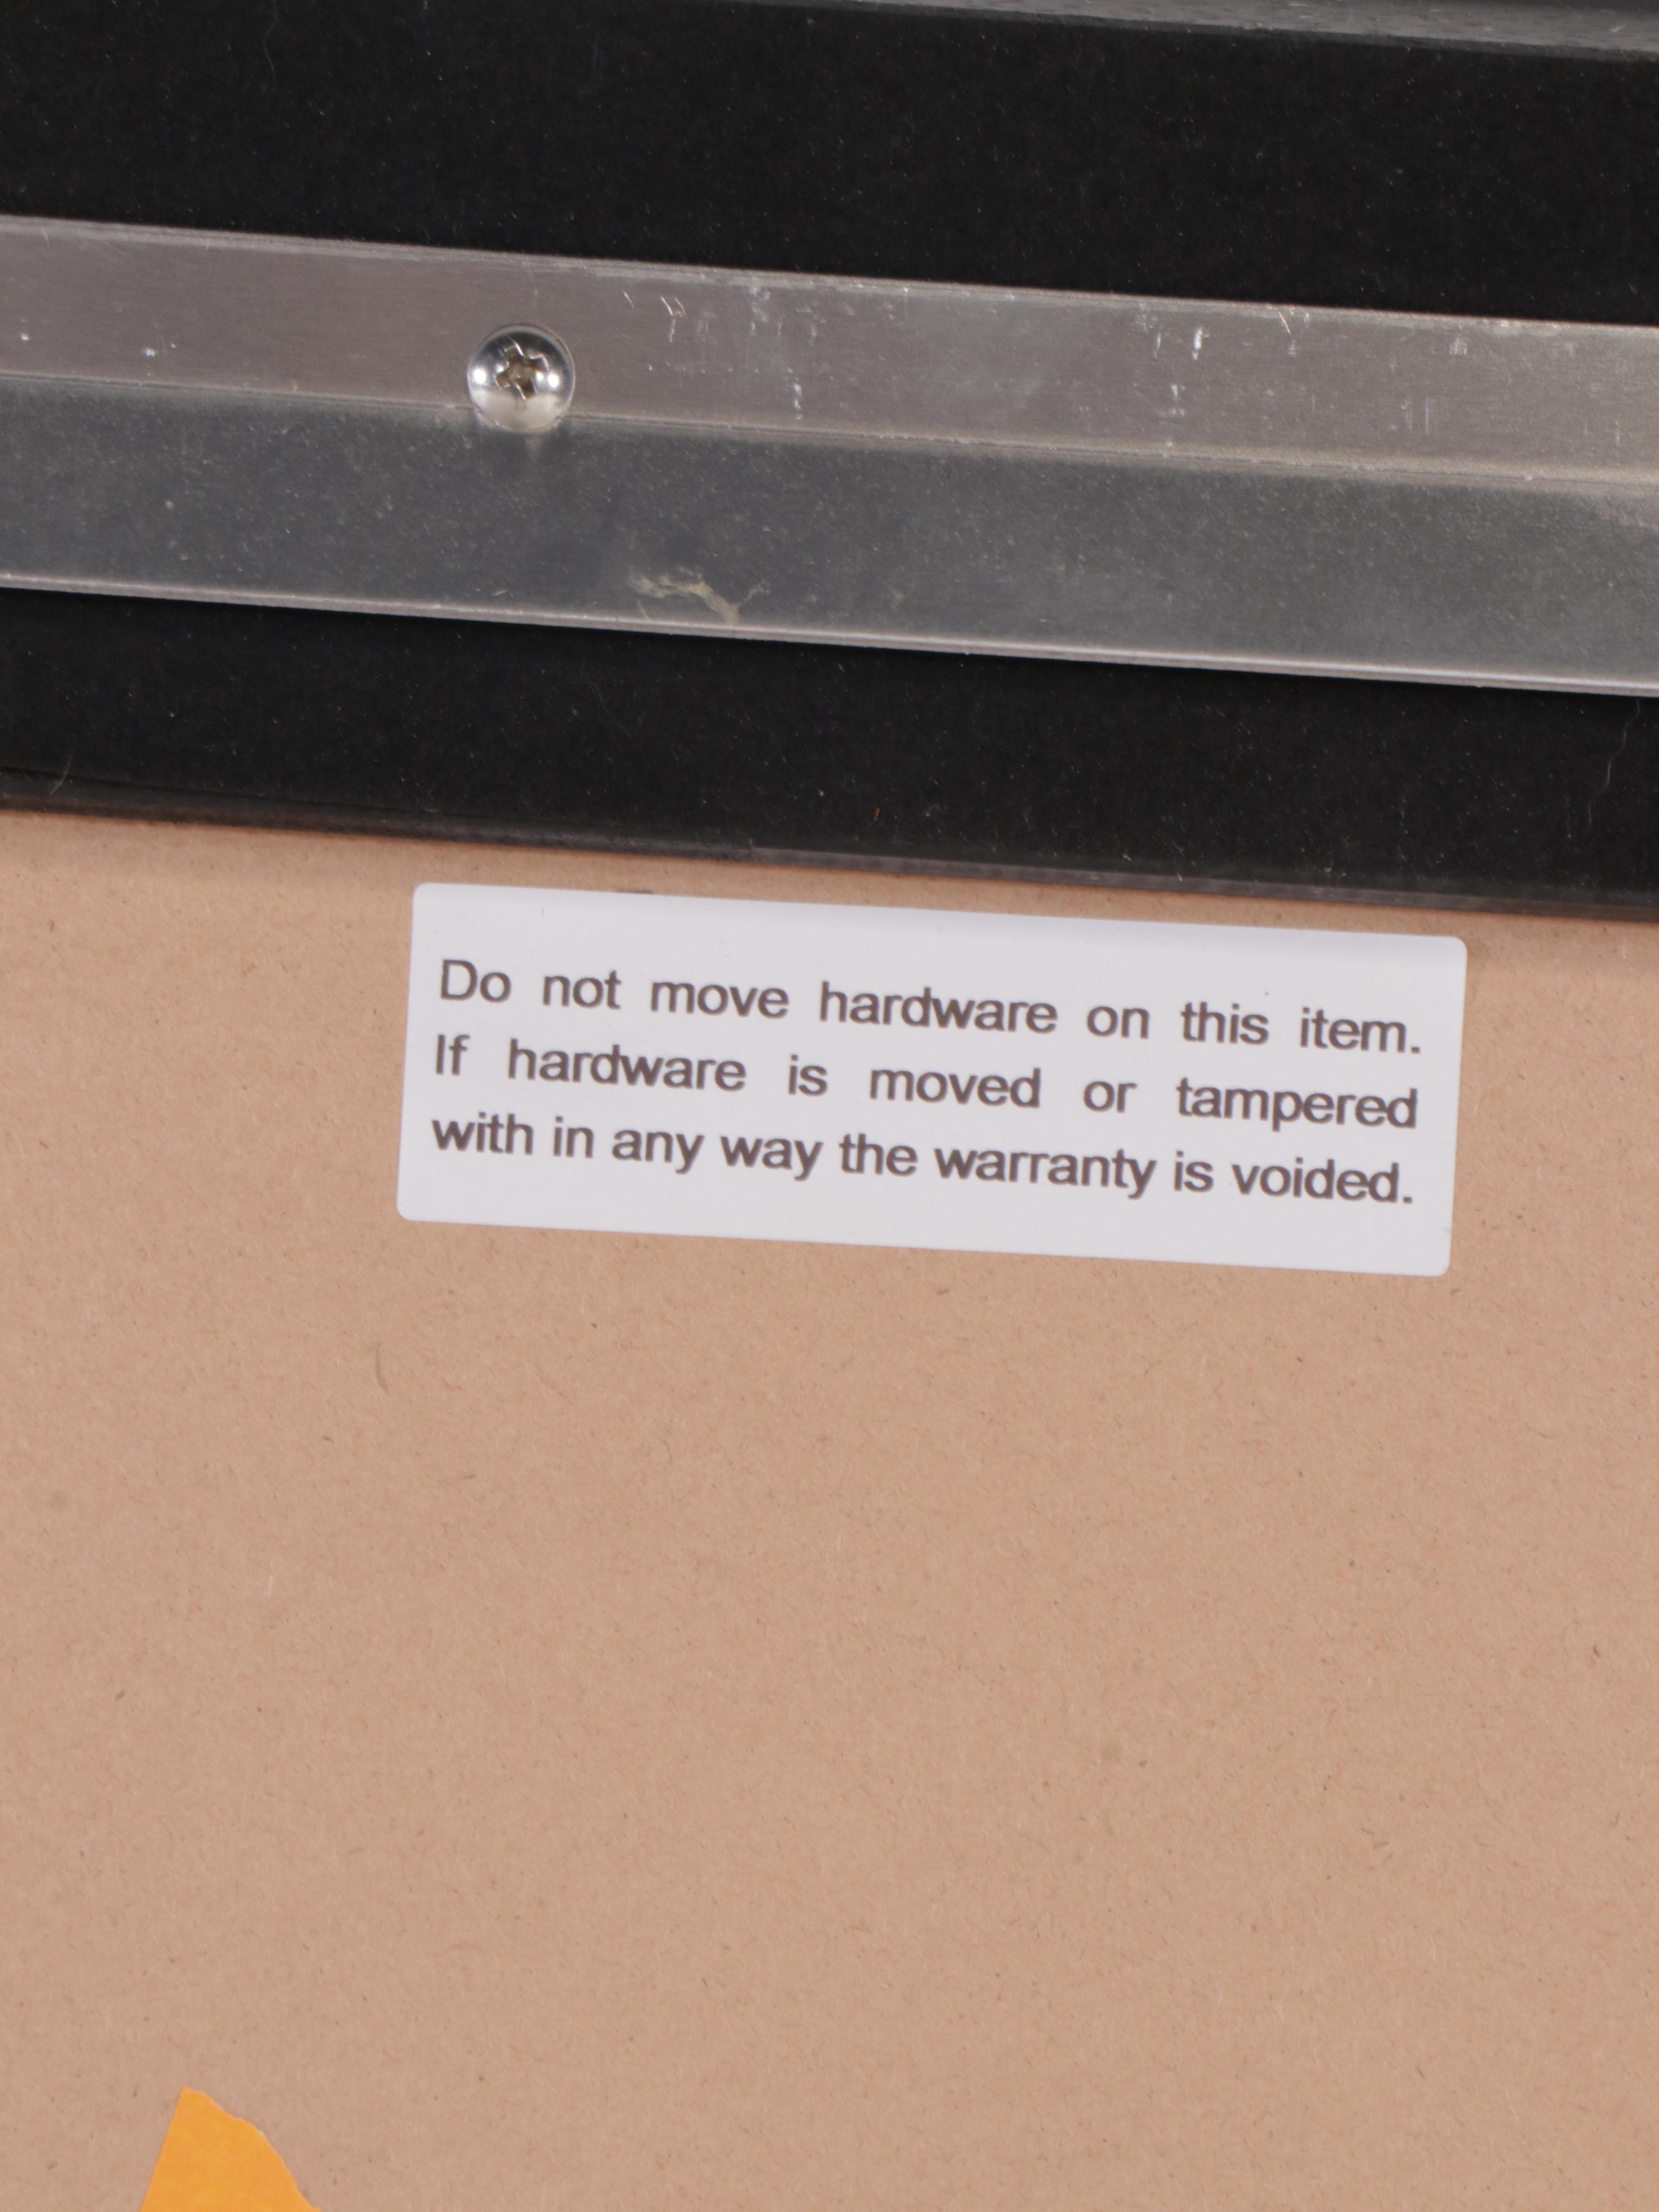 Do not move hardware on this item.
If hardware is moved or tampered
with in any way the warranty is voided.